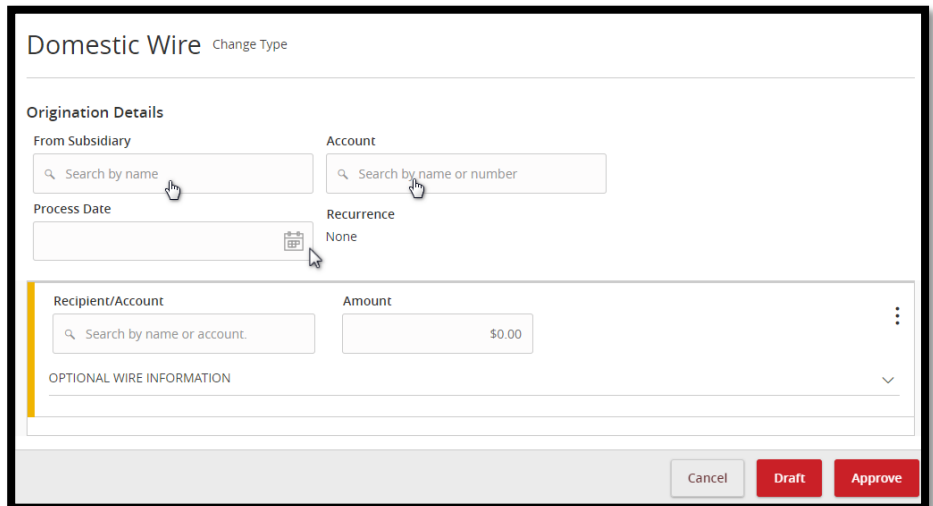 Domestic Wire Change Type
Origination Details
From Subsidiary Account
Search by name Search by name or number
Process Date Recurrence
None
Recipient/Account Amount
Search by name or account. $0.00
OPTIONAL WIRE INFORMATION
Cancel Draft Approve